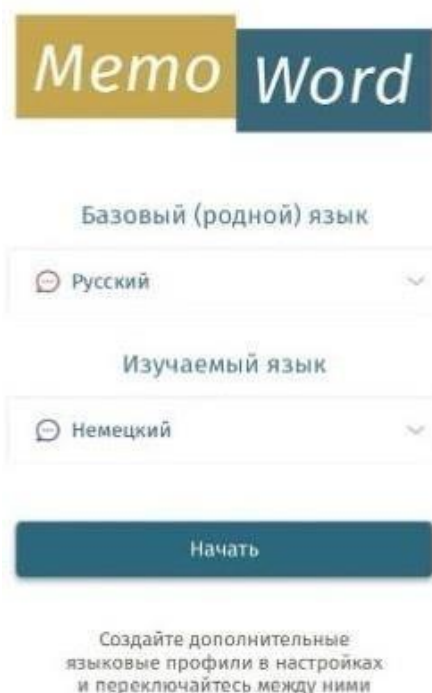 Memo Word
Базовый (родной) язык
Русский
Изучаемый язык
Немецкий
Начать
Создайте дополнительные
языковые профили в настройках
и переключайтесь между ними